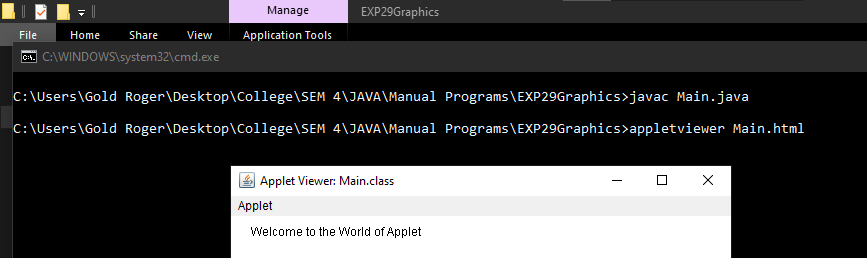 Manage EXP29Graphics
File Home Share View Application Tools
C:\WINDOWS\system32\cmd.exe
C:\Users\Gold Roger\Desktop\College\SEM 4\JAVA\Manual Programs\EXP29Graphics>javac Main.java
C:\Users\Gold Roger\Desktop\College\SEM 4\JAVA\Manual Programs\EXP29Graphics>appletviewer Main.html
Applet Viewer: Main.class
Applet
Welcome to the World of Applet